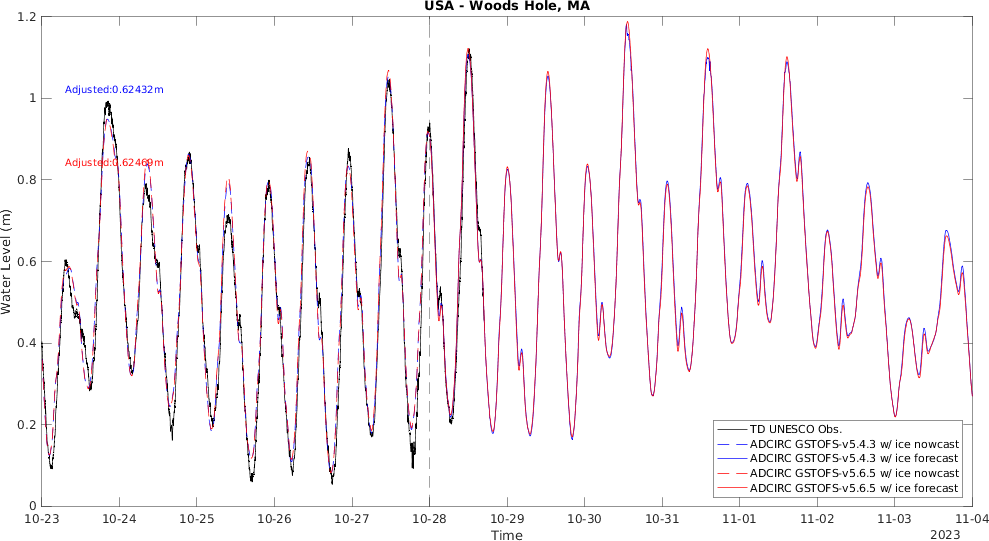 USA - Woods Hole, MA
1.2
1
0.8
0.6
0.4
0.2
0
Water Level (m)
Adjusted:0.62432m
Adjusted:0.62469m
TD UNESCO Obs.
ADCIRC GSTOFS-v5.4.3 w/ ice nowcast
ADCIRC GSTOFS-v5.4.3 w/ ice forecast
ADCIRC GSTOFS-v5.6.5 w/ ice nowcast
ADCIRC GSTOFS-v5.6.5 w/ ice forecast
10-23 10-24 10-25 10-26 10-27 10-28 10-29 10-30 10-31 11-01 11-02 11-03 11-04
Time
2023